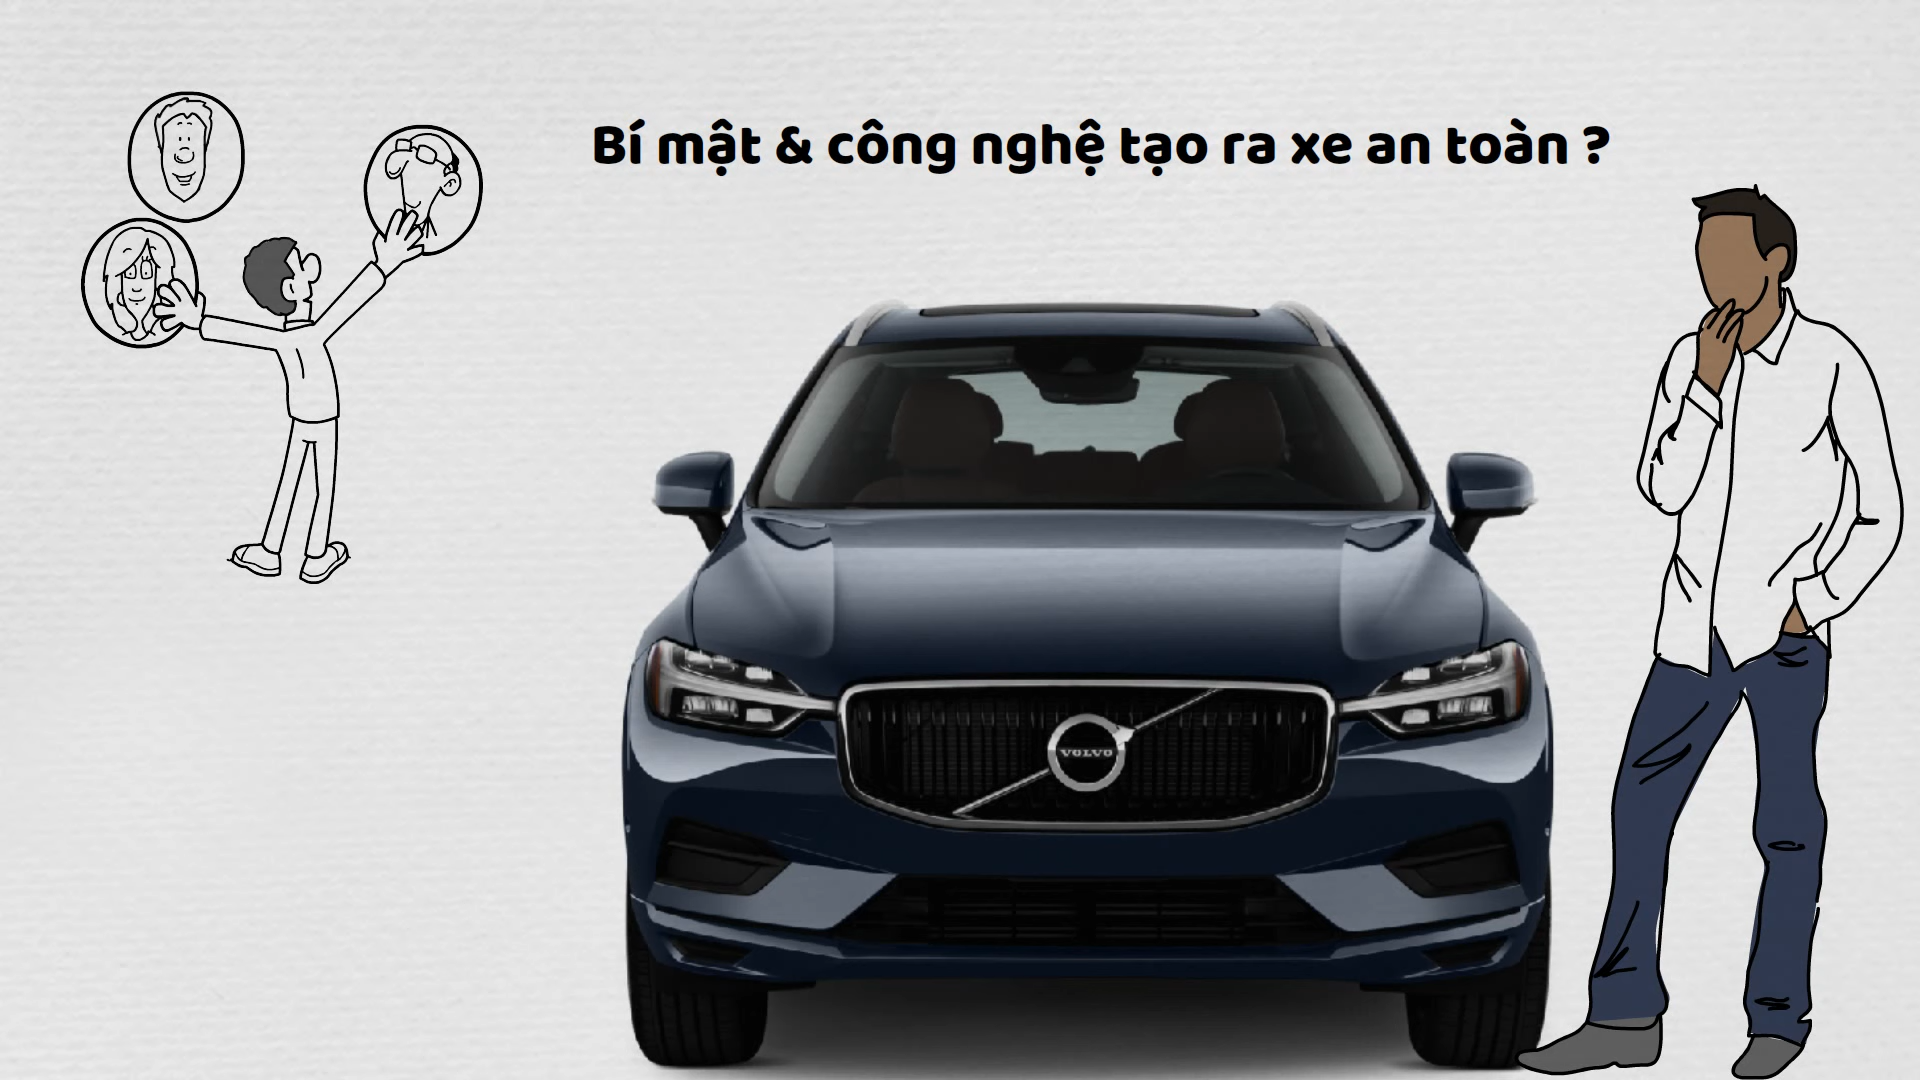 Bí mật & công nghệ tạo ra xe an toàn ?
VOLVO